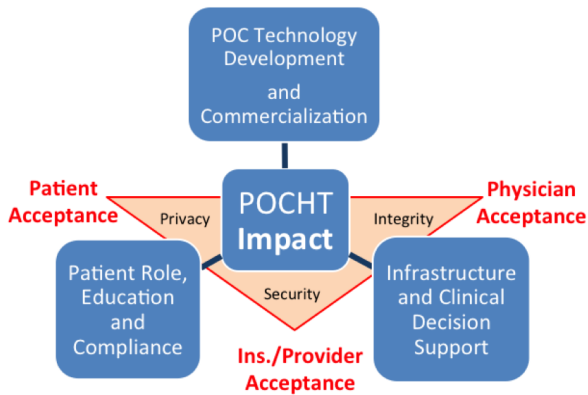 POC Technology
Development
and
Commercialization
Patient
Acceptance
Physician
Acceptance
Privacy
POCHT
Impact
Integrity
Patient Role,
Education
and
Compliance
Security
Infrastructure
and Clinical
Decision
Support
Ins./Provider
Acceptance